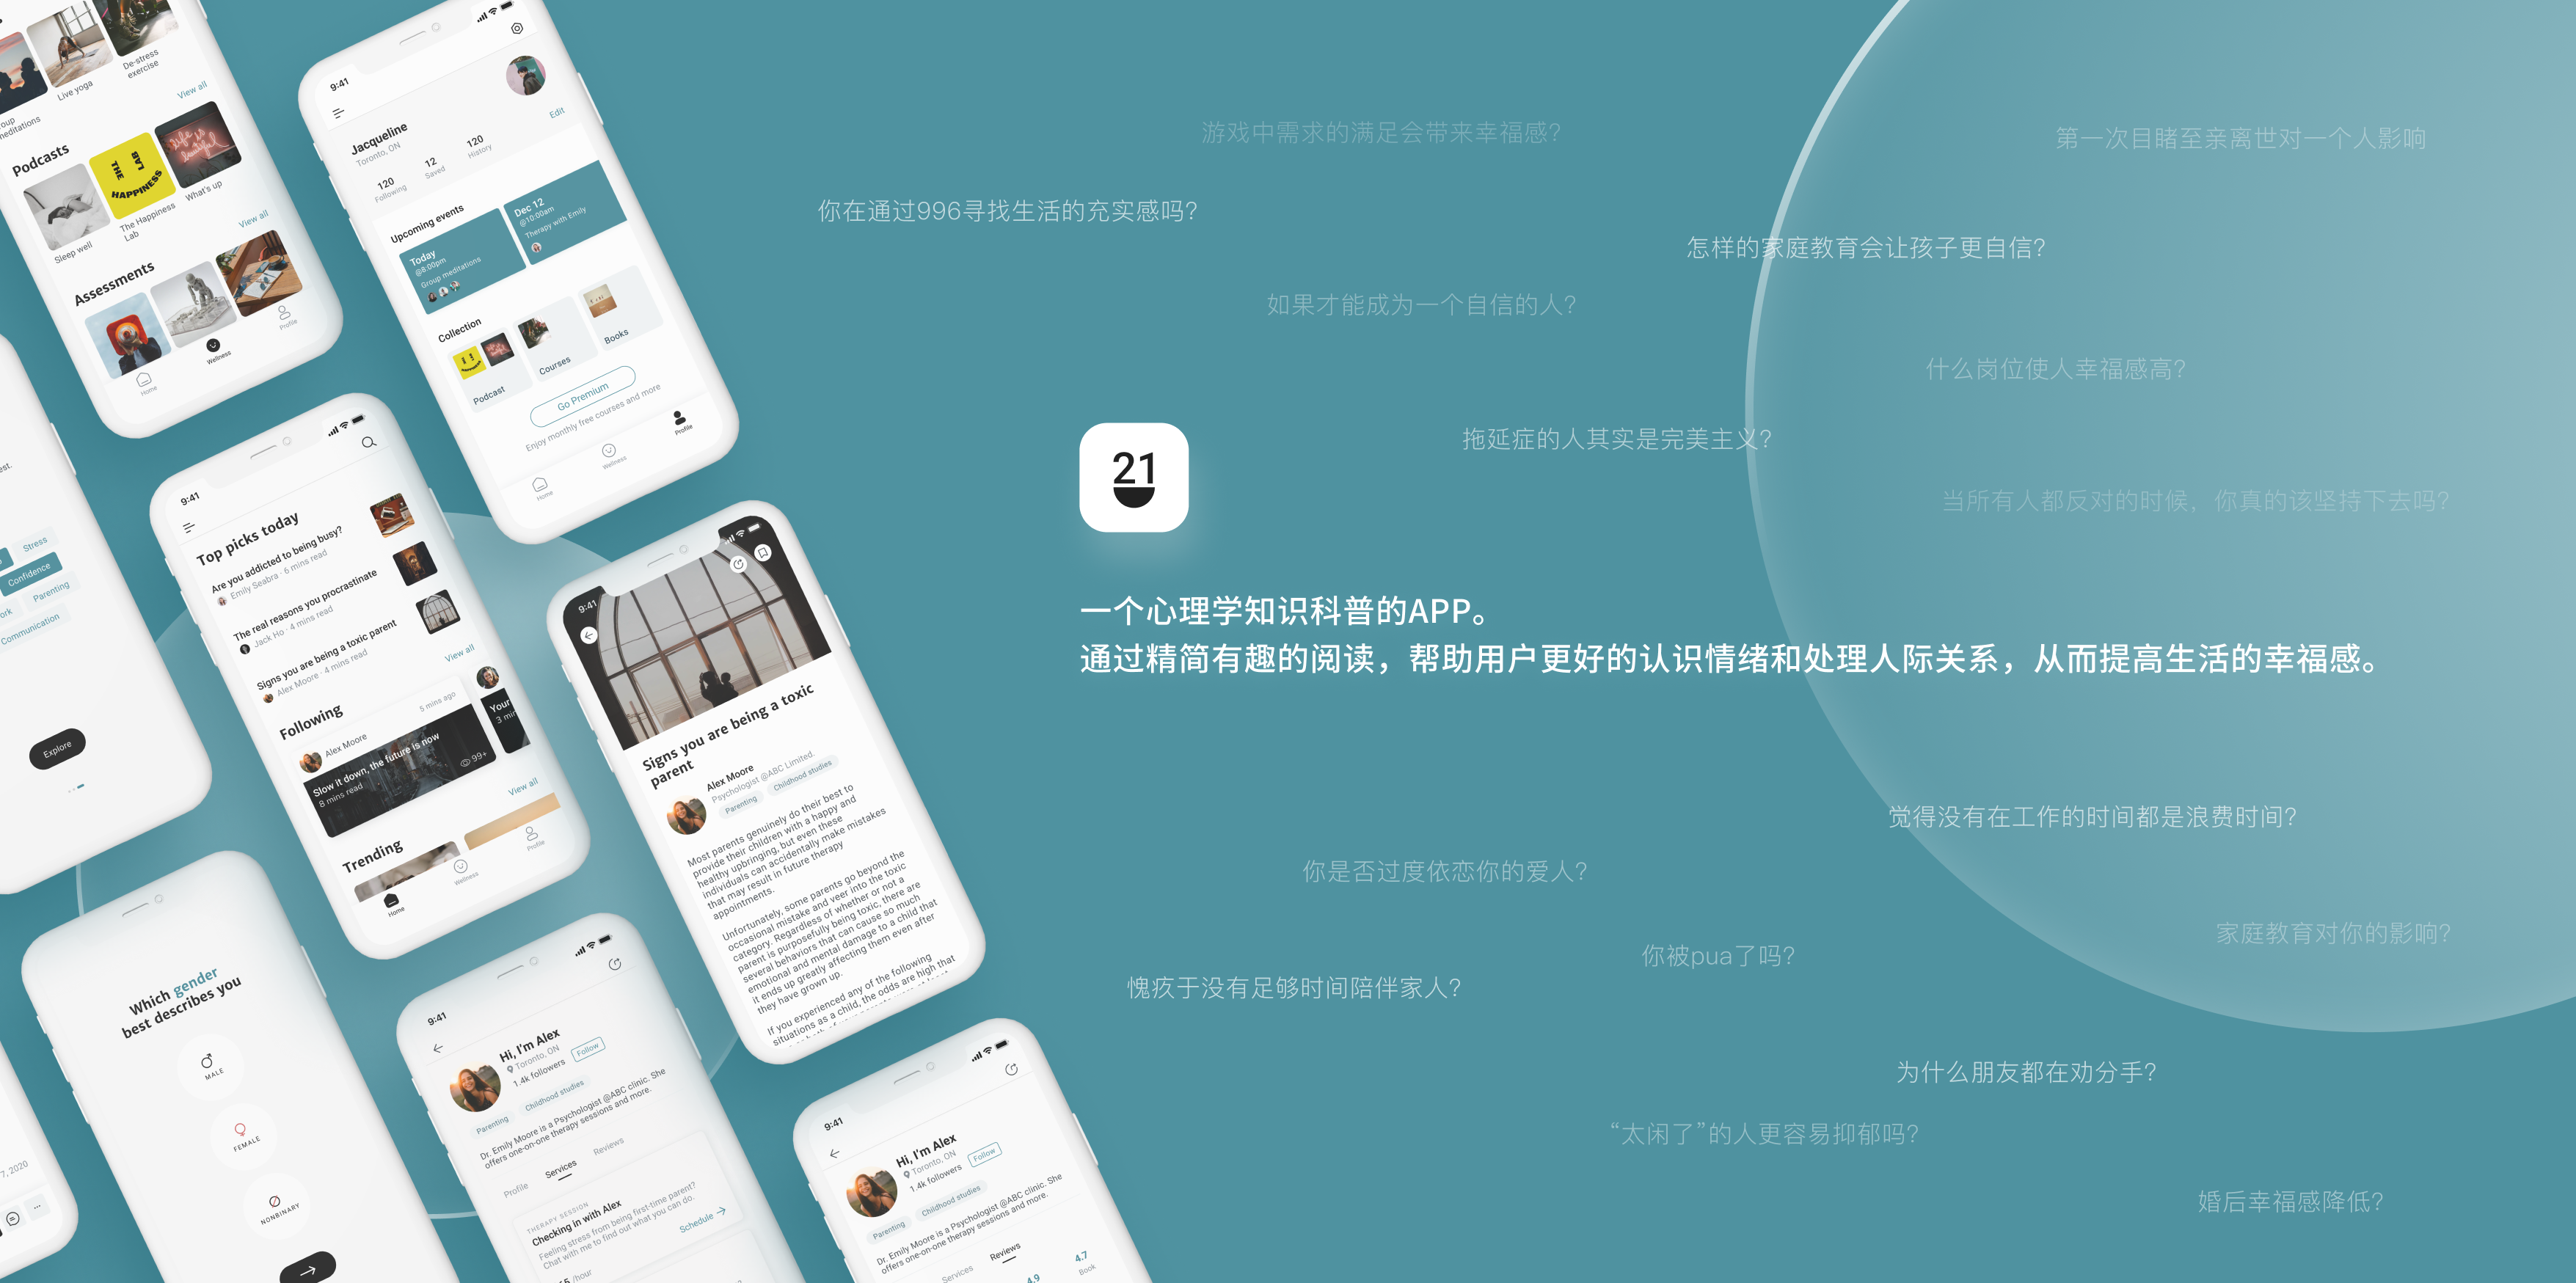 De-stress
exercise
Live yoga
oup
meditations
View all
Podcasts
THE
LAB
HAPPINESS
life is
beautiful
What's up
The Happiness
Lab
Sleep well
View all
Assessments
Home
Wellness
Profile
9:41
Jacqueline
Toronto, ON
Edit
120
Following
12
Saved
120
History
Upcoming events
Today
@8:00pm
Group meditations
Dec 12
@10:00am
Therapy with Emily
Collection
Podcast
Courses
Books
Go Premium
Enjoy monthly free courses and more
Home
Wellness
Profile
est.
Stress
Confidence
ork
Parenting
Communication
Explore
9:41
Top picks today
Are you addicted to being busy?
Emily Seabra · 6 mins read
The real reasons you procrastinate
Jack Ho · 4 mins read
Signs you are being a toxic parent
Alex Moore · 4 mins read
View all
Following
Alex Moore
5 mins ago
Slow it down, the future is now
8 mins read
99+
Your
3 min
View all
Trending
Home
Wellness
Profile
9:41
Signs you are being a toxic
parent
Alex Moore
Psychologist @ABC Limited.
Parenting
Childhood studies
Most parents genuinely do their best to
provide their children with a happy and
healthy upbringing, but even these
individuals can accidentally make mistakes
that may result in future therapy
appointments.
Unfortunately, some parents go beyond the
occasional mistake and veer into the toxic
category. Regardless of whether or not a
parent is purposefully being toxic, there are
several behaviors that can cause so much
emotional and mental damage to a child that
it ends up greatly affecting them even after
they have grown up.
If you experienced any of the following
situations as a child, the odds are high that
7, 2020
Which gender
best describes you
MALE
FEMALE
NONBINARY
9:41
Hi, I'm Alex
Toronto, ON
1.4k followers
Follow
Parenting
Childhood studies
Dr. Emily Moore is a Psychologist @ABC clinic. She
offers one-on-one therapy sessions and more.
Profile
Services
Reviews
THERAPY SESSION
Checking in with Alex
Feeling stress from being first-time parent?
Chat with me to find out what you can do.
Schedule
/hour
9:41
Hi, I'm Alex
Toronto, ON
1.4k followers
Follow
Parenting
Childhood studies
Dr. Emily Moore is a Psychologist @ABC clinic. She
offers one-on-one therapy sessions and more.
Services
Reviews
4.9
4.7
Book
游戏中需求的满足会带来幸福感?
第一次目睹至亲离世对一个人影响
你在通过996寻找生活的充实感吗?
怎样的家庭教育会让孩子更自信?
如果才能成为一个自信的人?
什么岗位使人幸福感高?
拖延症的人其实是完美主义?
当所有人都反对的时候，你真的该坚持下去吗?
21
一个心理学知识科普的APP。
通过精简有趣的阅读，帮助用户更好的认识情绪和处理人际关系，从而提高生活的幸福感。
觉得没有在工作的时间都是浪费时间?
你是否过度依恋你的爱人?
家庭教育对你的影响?
你被pua了吗?
愧疚于没有足够时间陪伴家人?
为什么朋友都在劝分手?
“太闲了”的人更容易抑郁吗?
婚后幸福感降低?